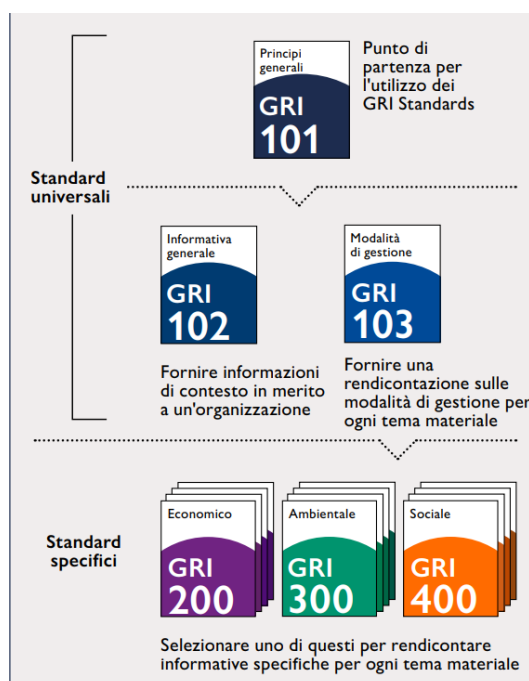 Principi
generali
GRI
101
Punto di
partenza per
l'utilizzo dei
GRI Standards
Standard
universali
Informativa
generale
GRI
102
Modalità
di gestione
GRI
103
Fornire informazioni
di contesto in merito
a un'organizzazione
Fornire una
rendicontazione sulle
modalità di gestione per
ogni tema materiale
Standard
specifici
Economico
GRI
200
Ambientale
GRI
300
Sociale
GRI
400
Selezionare uno di questi per rendicontare
informative specifiche per ogni tema materiale